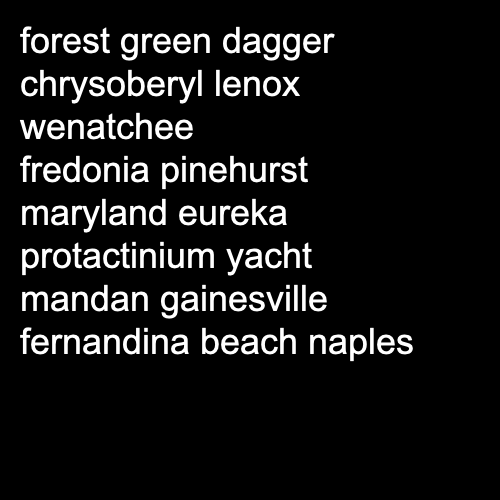 forest green dagger
chrysoberyl lenox
wenatchee
fredonia pinehurst
maryland eureka
protactinium yacht
mandan gainesville
fernandina beach naples